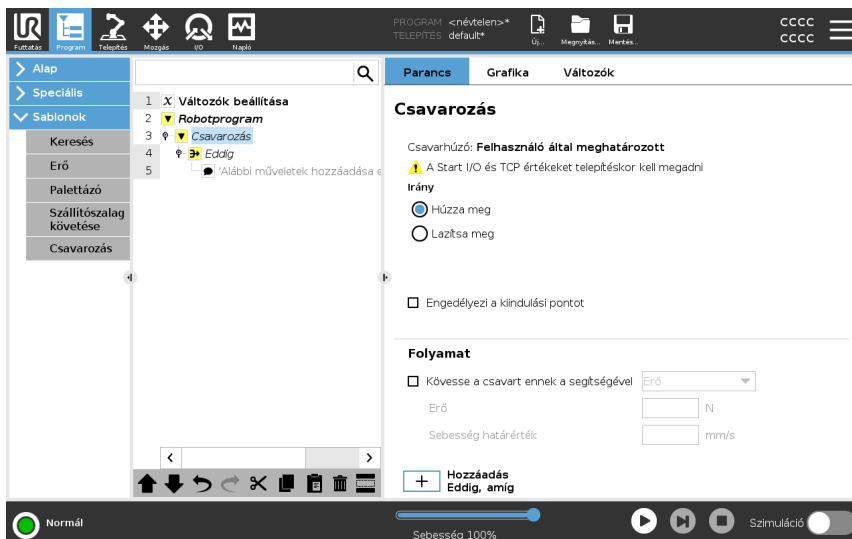 PROGRAM <névtelen>*
TELEPÍTÉS default*
CCCC
CCCC
Futtatás
Program
Telepítés
Mozgás
I/O
Napló
Új...
Megnyitás...
Mentés...
Alap
Speciális
Sablonok
Keresés
Erő
Palettázó
Szállítószalag
követése
Csavarozás
1 X Változók beállítása
2 Robotprogram
3 Csavarozás
4 Eddig
5 'Alábbi műveletek hozzáadása e
Parancs
Grafika
Változók
Csavarozás
Csavarhúzó: Felhasználó által meghatározott
A Start I/O és TCP értékeket telepítéskor kell megadni
Irány
Húzza meg
Lazítsa meg
Engedélyezi a kiindulási pontot
Folyamat
Kövesse a csavart ennek a segítségével
Erő
Erő
N
Sebesség határérték
mm/s
Hozzáadás
Eddig, amíg
Normál
Sebesség 100%
Szimuláció